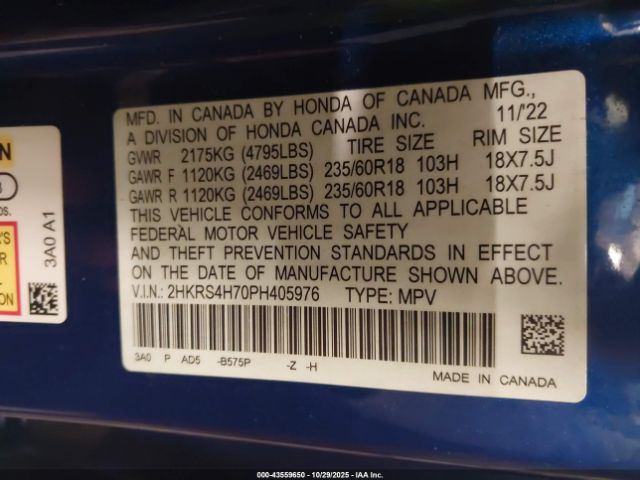 MFD. IN CANADA BY HONDA OF CANADA MFG.,
A DIVISION OF HONDA CANADA INC. 11/'22
GVWR 2175KG (4795LBS) TIRE SIZE RIM SIZE
GAWR F 1120KG (2469LBS) 235/60R18 103H 18X7.5J
GAWR R 1120KG (2469LBS) 235/60R18 103H 18X7.5J
THIS VEHICLE CONFORMS TO ALL APPLICABLE
FEDERAL MOTOR VEHICLE SAFETY
AND THEFT PREVENTION STANDARDS IN EFFECT
ON THE DATE OF MANUFACTURE SHOWN ABOVE.
V.I.N.: 2HKRS4H70PH405976 TYPE: MPV
3A0 P AD5 -B575P -Z -H
MADE IN CANADA
3A0 A1
000-43559650 - 10/29/2025 - IAA Inc.